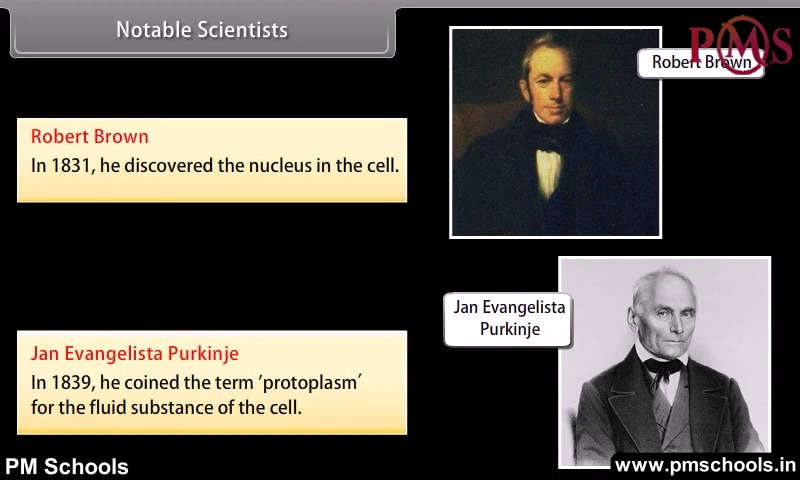 Notable Scientists
PMS
Robert Brown
Robert Brown
In 1831, he discovered the nucleus in the cell.
Jan Evangelista
Purkinje
Jan Evangelista Purkinje
In 1839, he coined the term 'protoplasm'
for the fluid substance of the cell.
PM Schools
www.pmschools.in